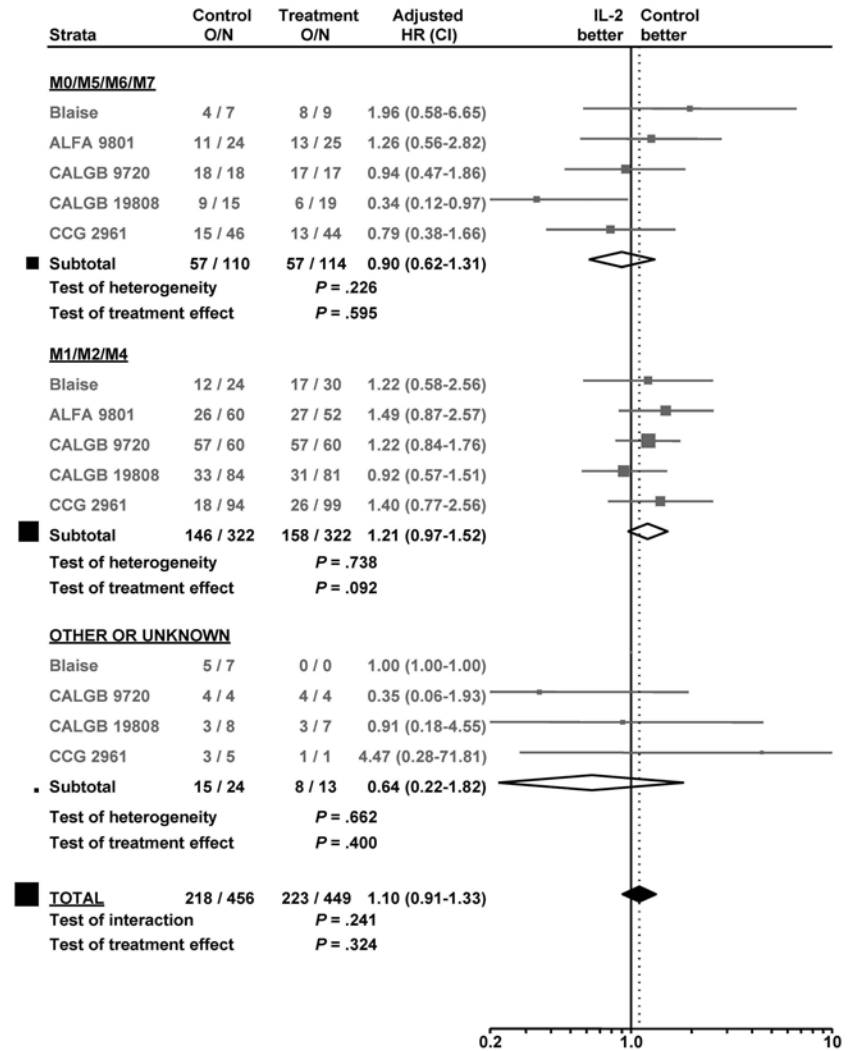 Strata Control O/N Treatment O/N Adjusted HR (CI) IL-2 better Control better
M0/M5/M6/M7
Blaise 4 / 7 8 / 9 1.96 (0.58-6.65)
ALFA 9801 11 / 24 13 / 25 1.26 (0.56-2.82)
CALGB 9720 18 / 18 17 / 17 0.94 (0.47-1.86)
CALGB 19808 9 / 15 6 / 19 0.34 (0.12-0.97)
CCG 2961 15 / 46 13 / 44 0.79 (0.38-1.66)
Subtotal 57 / 110 57 / 114 0.90 (0.62-1.31)
Test of heterogeneity P = .226
Test of treatment effect P = .595
M1/M2/M4
Blaise 12 / 24 17 / 30 1.22 (0.58-2.56)
ALFA 9801 26 / 60 27 / 52 1.49 (0.87-2.57)
CALGB 9720 57 / 60 57 / 60 1.22 (0.84-1.76)
CALGB 19808 33 / 84 31 / 81 0.92 (0.57-1.51)
CCG 2961 18 / 94 26 / 99 1.40 (0.77-2.56)
Subtotal 146 / 322 158 / 322 1.21 (0.97-1.52)
Test of heterogeneity P = .738
Test of treatment effect P = .092
OTHER OR UNKNOWN
Blaise 5 / 7 0 / 0 1.00 (1.00-1.00)
CALGB 9720 4 / 4 4 / 4 0.35 (0.06-1.93)
CALGB 19808 3 / 8 3 / 7 0.91 (0.18-4.55)
CCG 2961 3 / 5 1 / 1 4.47 (0.28-71.81)
Subtotal 15 / 24 8 / 13 0.64 (0.22-1.82)
Test of heterogeneity P = .662
Test of treatment effect P = .400
TOTAL 218 / 456 223 / 449 1.10 (0.91-1.33)
Test of interaction P = .241
Test of treatment effect P = .324
0.2 1.0 10